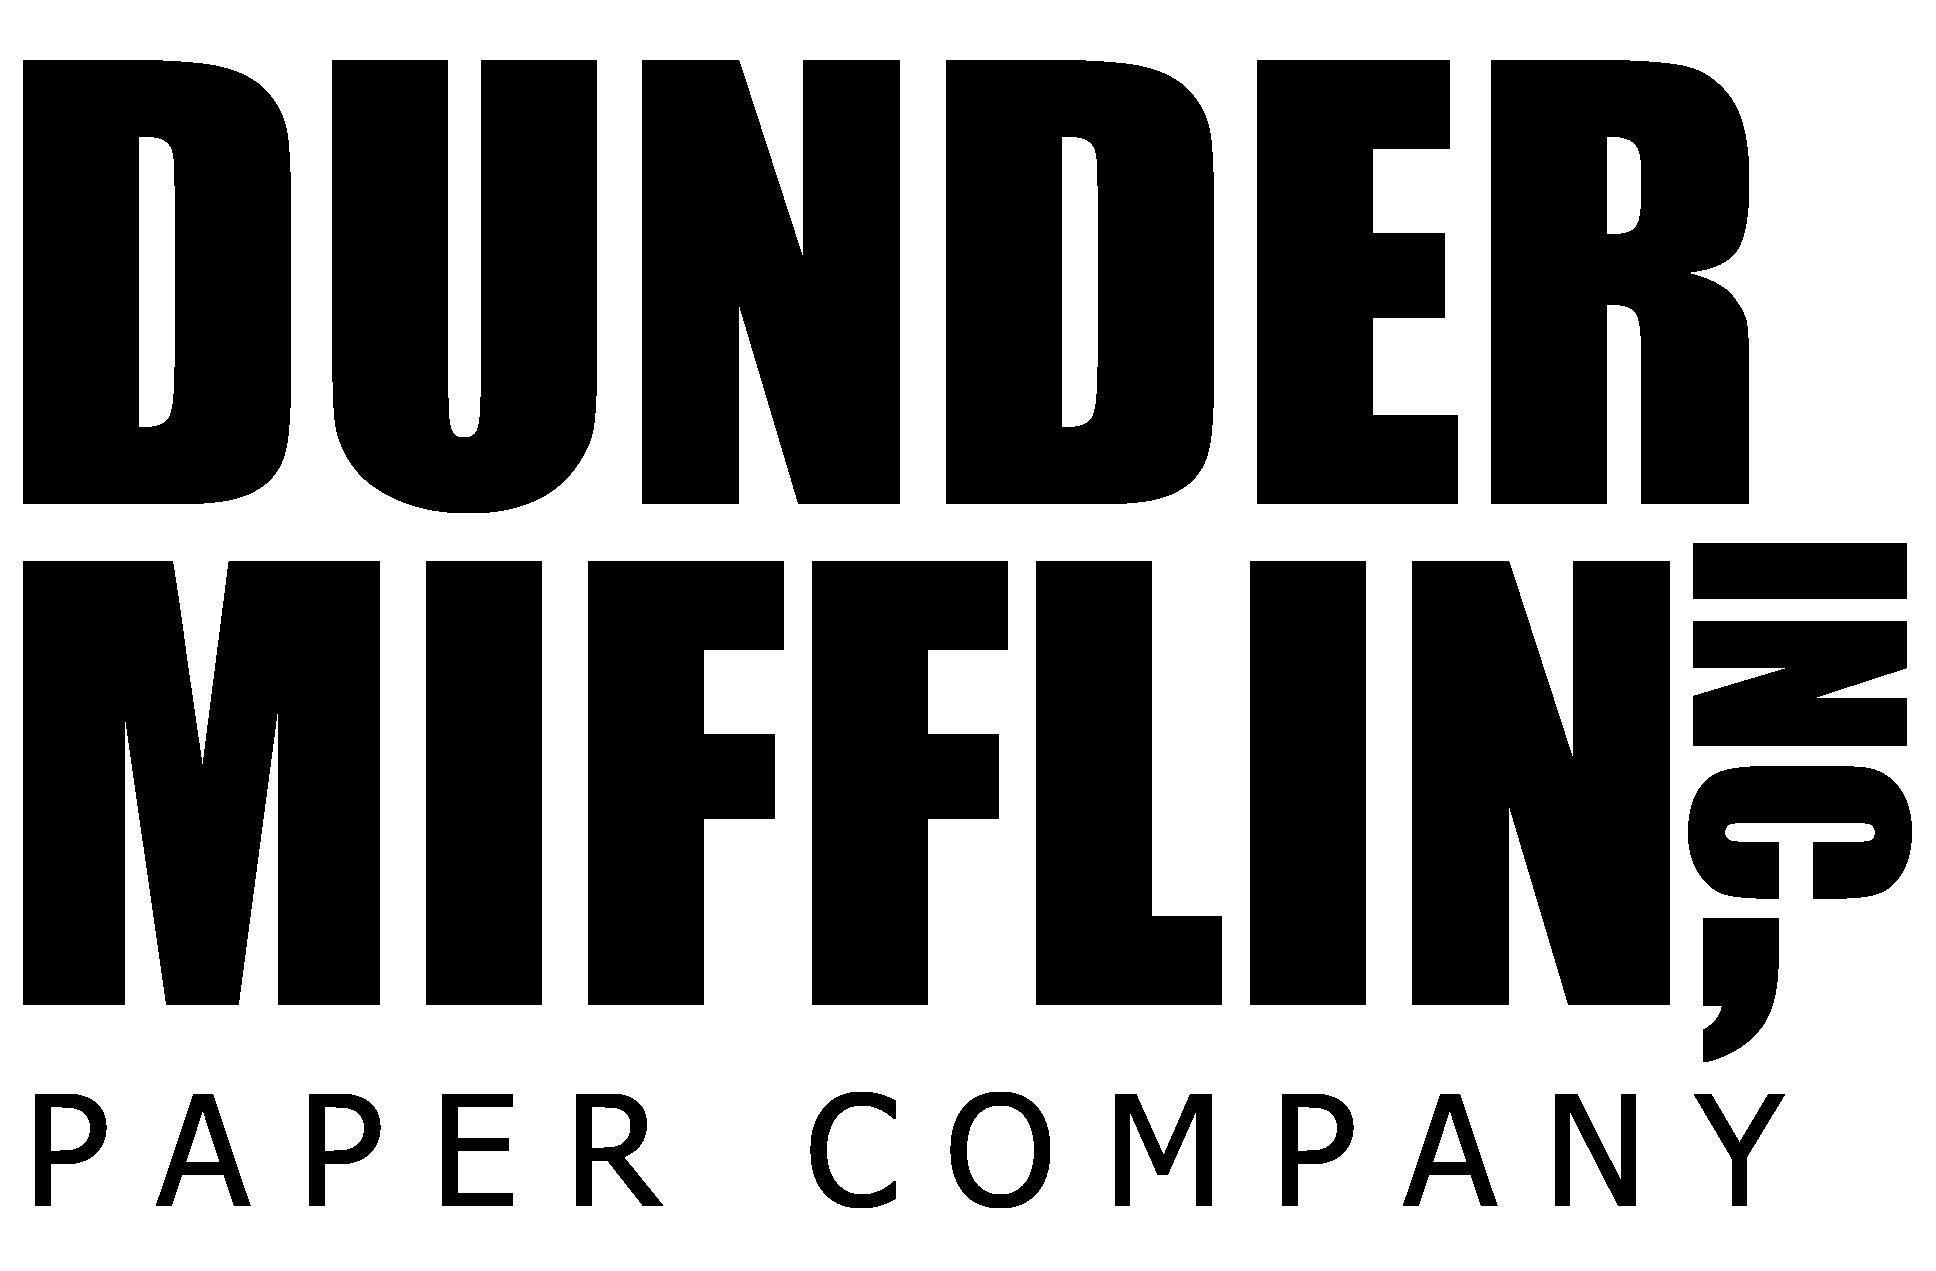 DUNDER
MIFFLIN,
INC
PAPER COMPANY